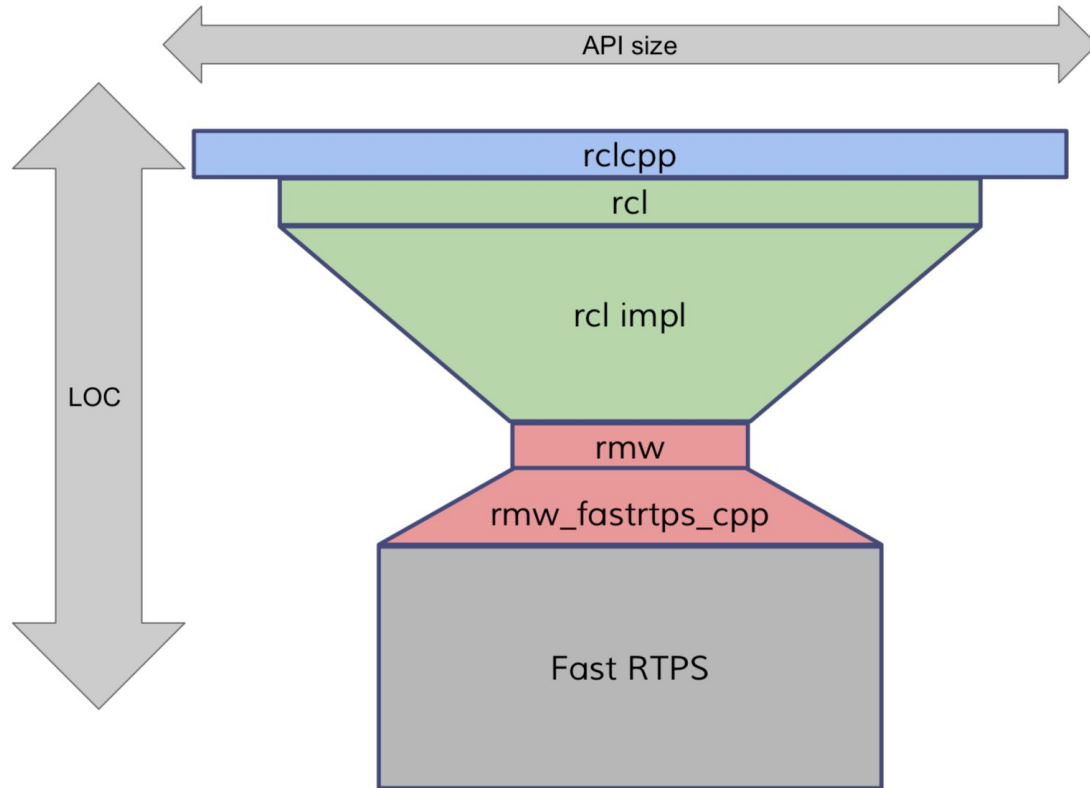 API size
rclcpp
rcl
rcl impl
LOC
rmw
rmw_fastrtps_cpp
Fast RTPS